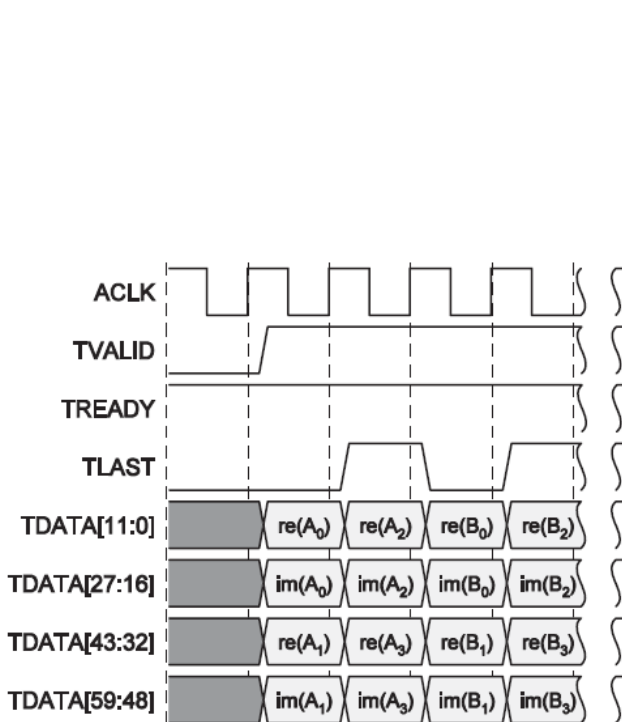 ACLK
TVALID
TREADY
TLAST
TDATA[11:0] re(A₀) re(A₂) re(B₀) re(B₂)
TDATA[27:16] im(A₀) im(A₂) im(B₀) im(B₂)
TDATA[43:32] re(A₁) re(A₃) re(B₁) re(B₃)
TDATA[59:48] im(A₁) im(A₃) im(B₁) im(B₃)